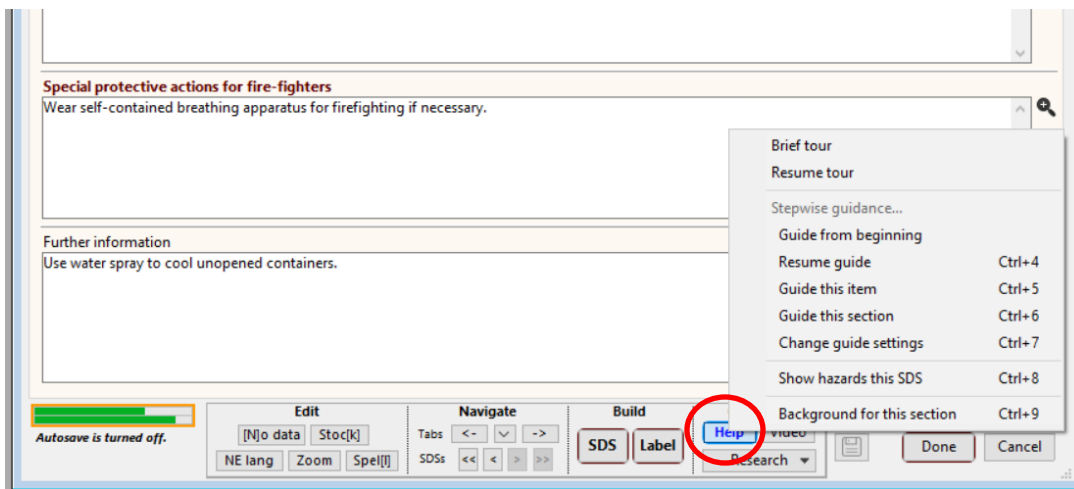 Special protective actions for fire-fighters
Wear self-contained breathing apparatus for firefighting if necessary.
Further information
Use water spray to cool unopened containers.
Brief tour
Resume tour
Stepwise guidance...
Guide from beginning
Resume guide Ctrl+4
Guide this item Ctrl+5
Guide this section Ctrl+6
Change guide settings Ctrl+7
Show hazards this SDS Ctrl+8
Background for this section Ctrl+9
Autosave is turned off.
Edit
[N]o data Stoc[k]
NE lang Zoom Spel[l]
Navigate
Tabs <- ->
SDSs << < > >>
Build
SDS Label
Help Video
Research
Done Cancel